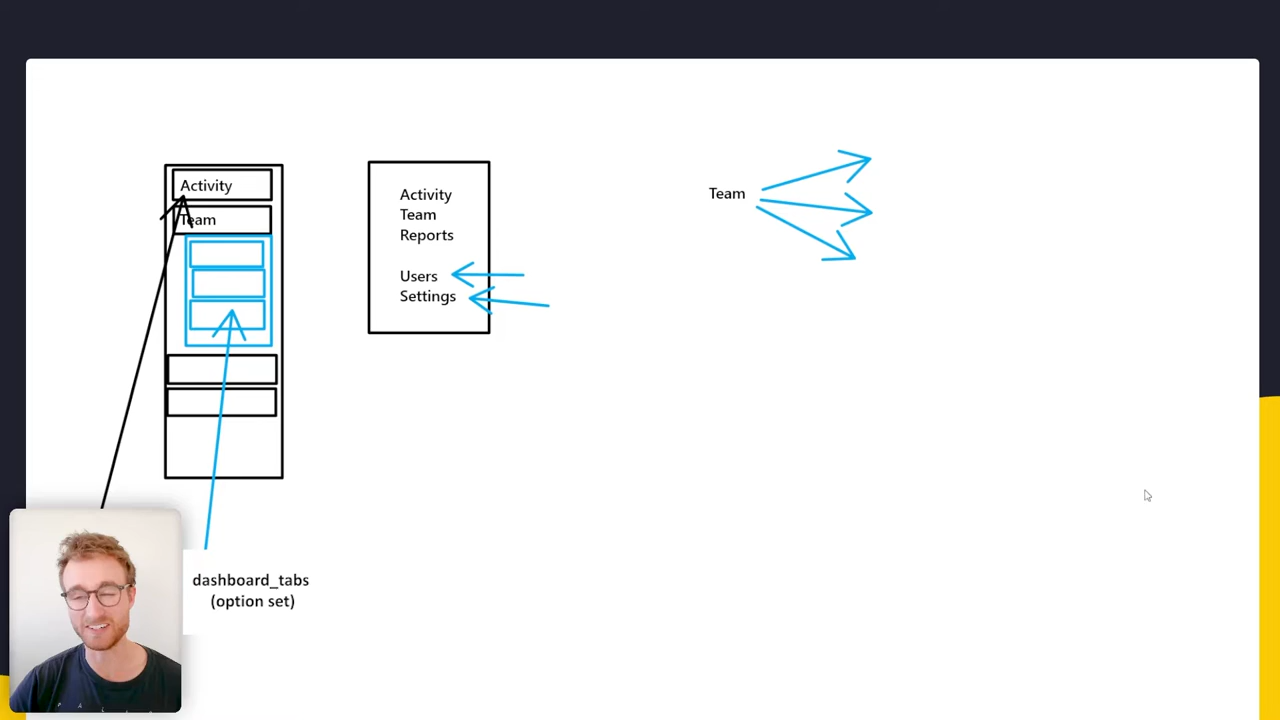 Activity
Team
Activity
Team
Reports
Users
Settings
Team
dashboard_tabs
(option set)